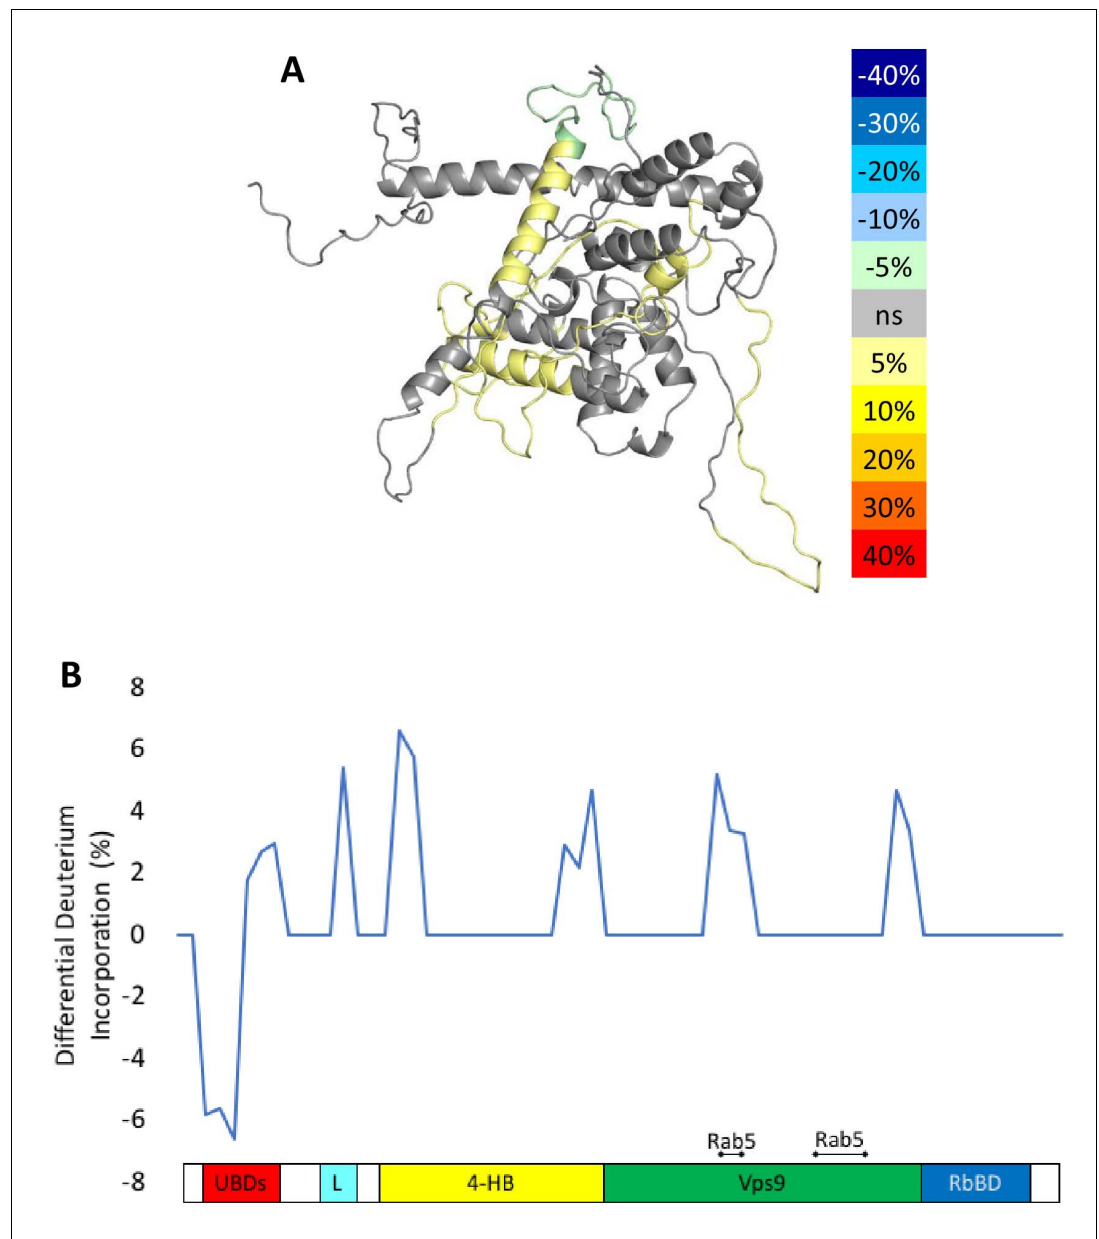 A
-40%
-30%
-20%
-10%
-5%
ns
5%
10%
20%
30%
40%
B
Differential Deuterium
Incorporation (%)
8
6
4
2
0
-2
-4
-6
-8
Rab5 Rab5
UBDs L 4-HB Vps9 RbBD